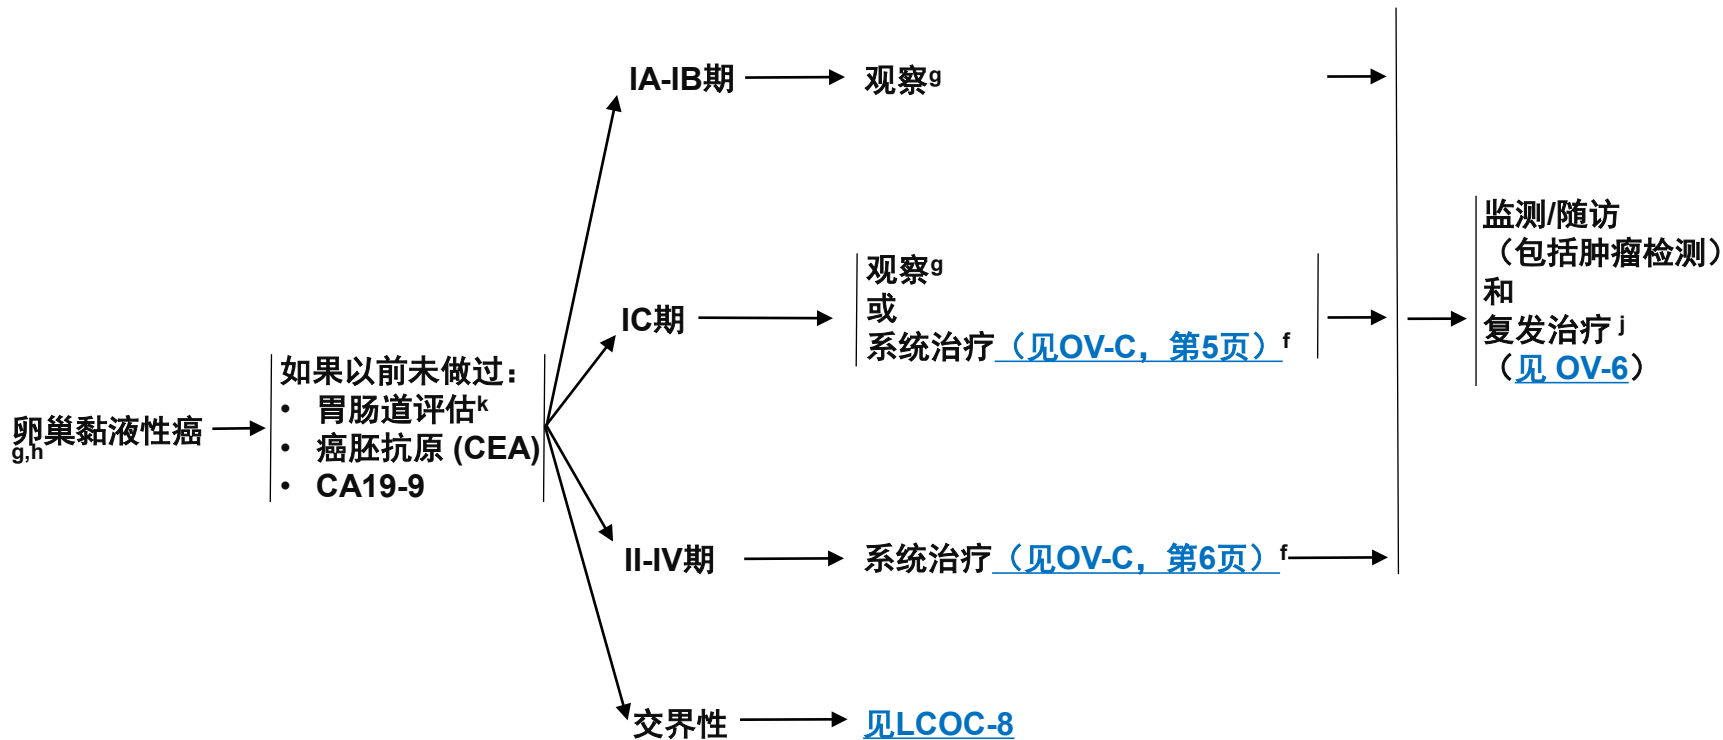 卵巢黏液性癌
g,h
如果以前未做过：
• 胃肠道评估k
• 癌胚抗原 (CEA)
• CA19-9
IA-IB期
观察g
IC期
观察g
或
系统治疗（见OV-C，第5页）f
II-IV期
系统治疗（见OV-C，第6页）f
交界性
见LCOC-8
监测/随访
（包括肿瘤检测）
和
复发治疗 j
（见 OV-6）